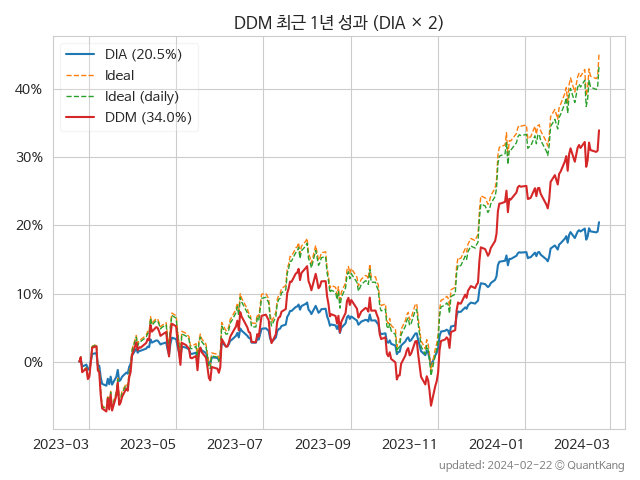 DDM 최근 1년 성과 (DIA × 2)
DIA (20.5%)
Ideal
Ideal (daily)
DDM (34.0%)
40%
30%
20%
10%
0%
2023-03 2023-05 2023-07 2023-09 2023-11 2024-01 2024-03
updated: 2024-02-22 © QuantKang